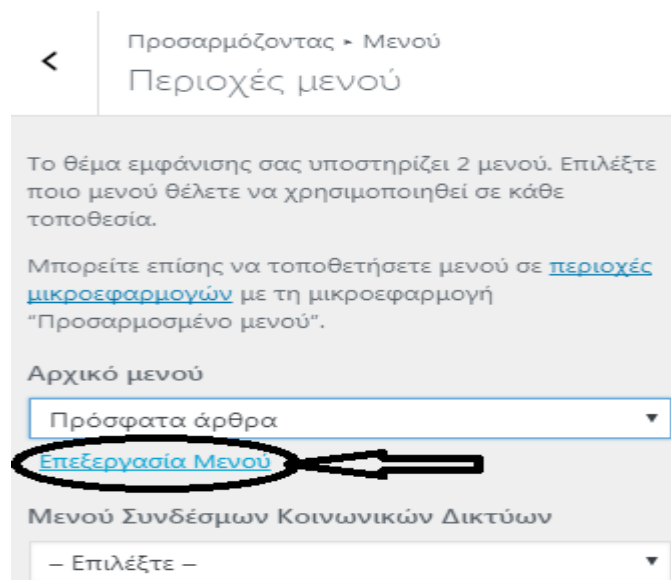 Προσαρμόζοντας ▸ Μενού
Περιοχές μενού
Το θέμα εμφάνισης σας υποστηρίζει 2 μενού. Επιλέξτε
ποιο μενού θέλετε να χρησιμοποιηθεί σε κάθε
τοποθεσία.
Μπορείτε επίσης να τοποθετήσετε μενού σε περιοχές
μικροεφαρμογών με τη μικροεφαρμογή
“Προσαρμοσμένο μενού”.
Αρχικό μενού
Πρόσφατα άρθρα
Επεξεργασία Μενού
Μενού Συνδέσμων Κοινωνικών Δικτύων
– Επιλέξτε –